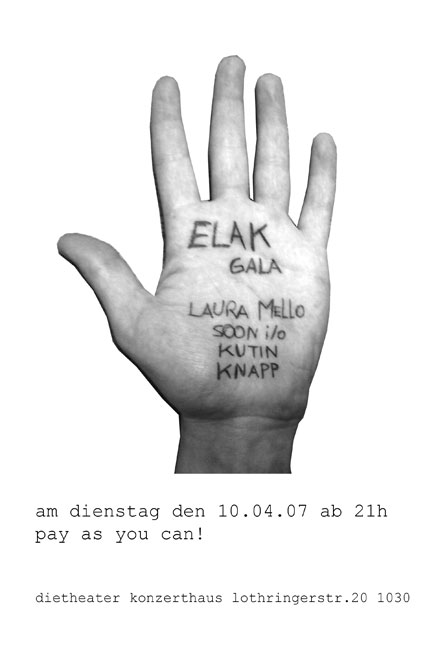 ELAK
GALA
LAURA MELLO
SOON i/o
KUTIN
KNAPP
am dienstag den 10.04.07 ab 21h
pay as you can!
dietheater konzerthaus lothringerstr.20 1030